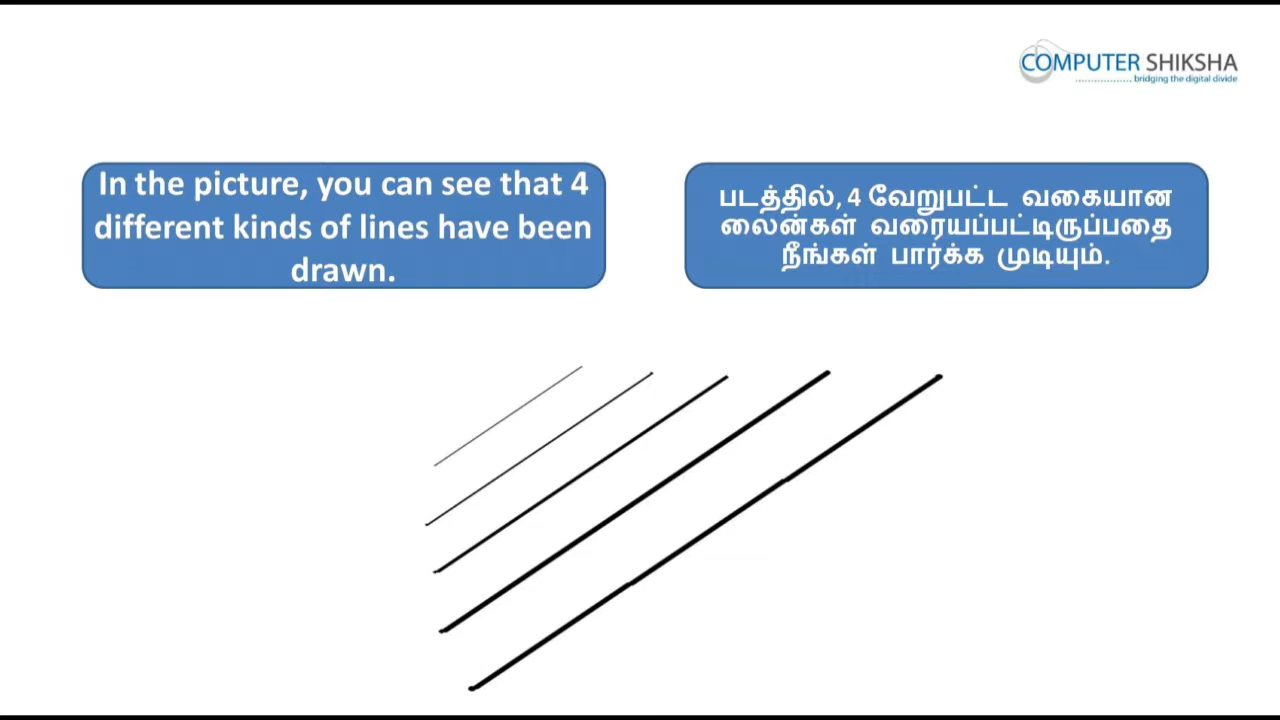 COMPUTER SHIKSHA
bridging the digital divide
In the picture, you can see that 4
different kinds of lines have been
drawn.
படத்தில், 4 வேறுபட்ட வகையான
லைன்கள் வரையப்பட்டிருப்பதை
நீங்கள் பார்க்க முடியும்.